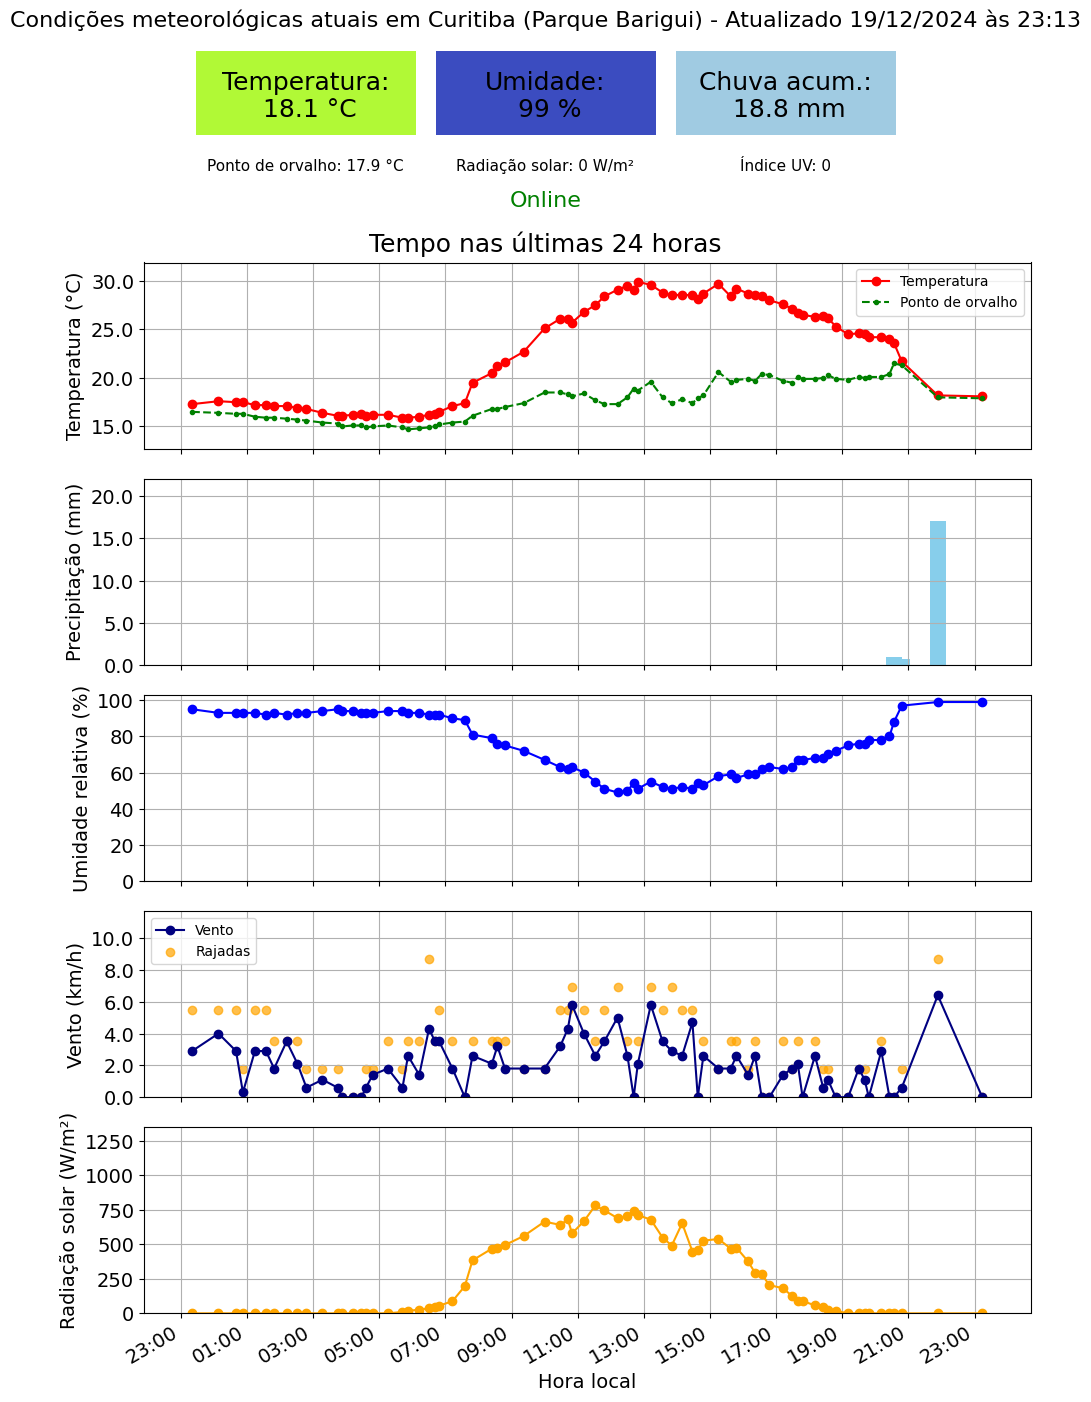 Condições meteorológicas atuais em Curitiba (Parque Barigui) - Atualizado 19/12/2024 às 23:13
Temperatura:
18.1 °C
Umidade:
99 %
Chuva acum.:
18.8 mm
Ponto de orvalho: 17.9 °C
Radiação solar: 0 W/m²
Índice UV: 0
Online
Tempo nas últimas 24 horas
Temperatura (°C)
30.0
25.0
20.0
15.0
Temperatura
Ponto de orvalho
Precipitação (mm)
20.0
15.0
10.0
5.0
0.0
Umidade relativa (%)
100
80
60
40
20
0
Vento (km/h)
10.0
8.0
6.0
4.0
2.0
0.0
Vento
Rajadas
Radiação solar (W/m²)
1250
1000
750
500
250
0
23:00
01:00
03:00
05:00
07:00
09:00
11:00
13:00
15:00
17:00
19:00
21:00
23:00
Hora local